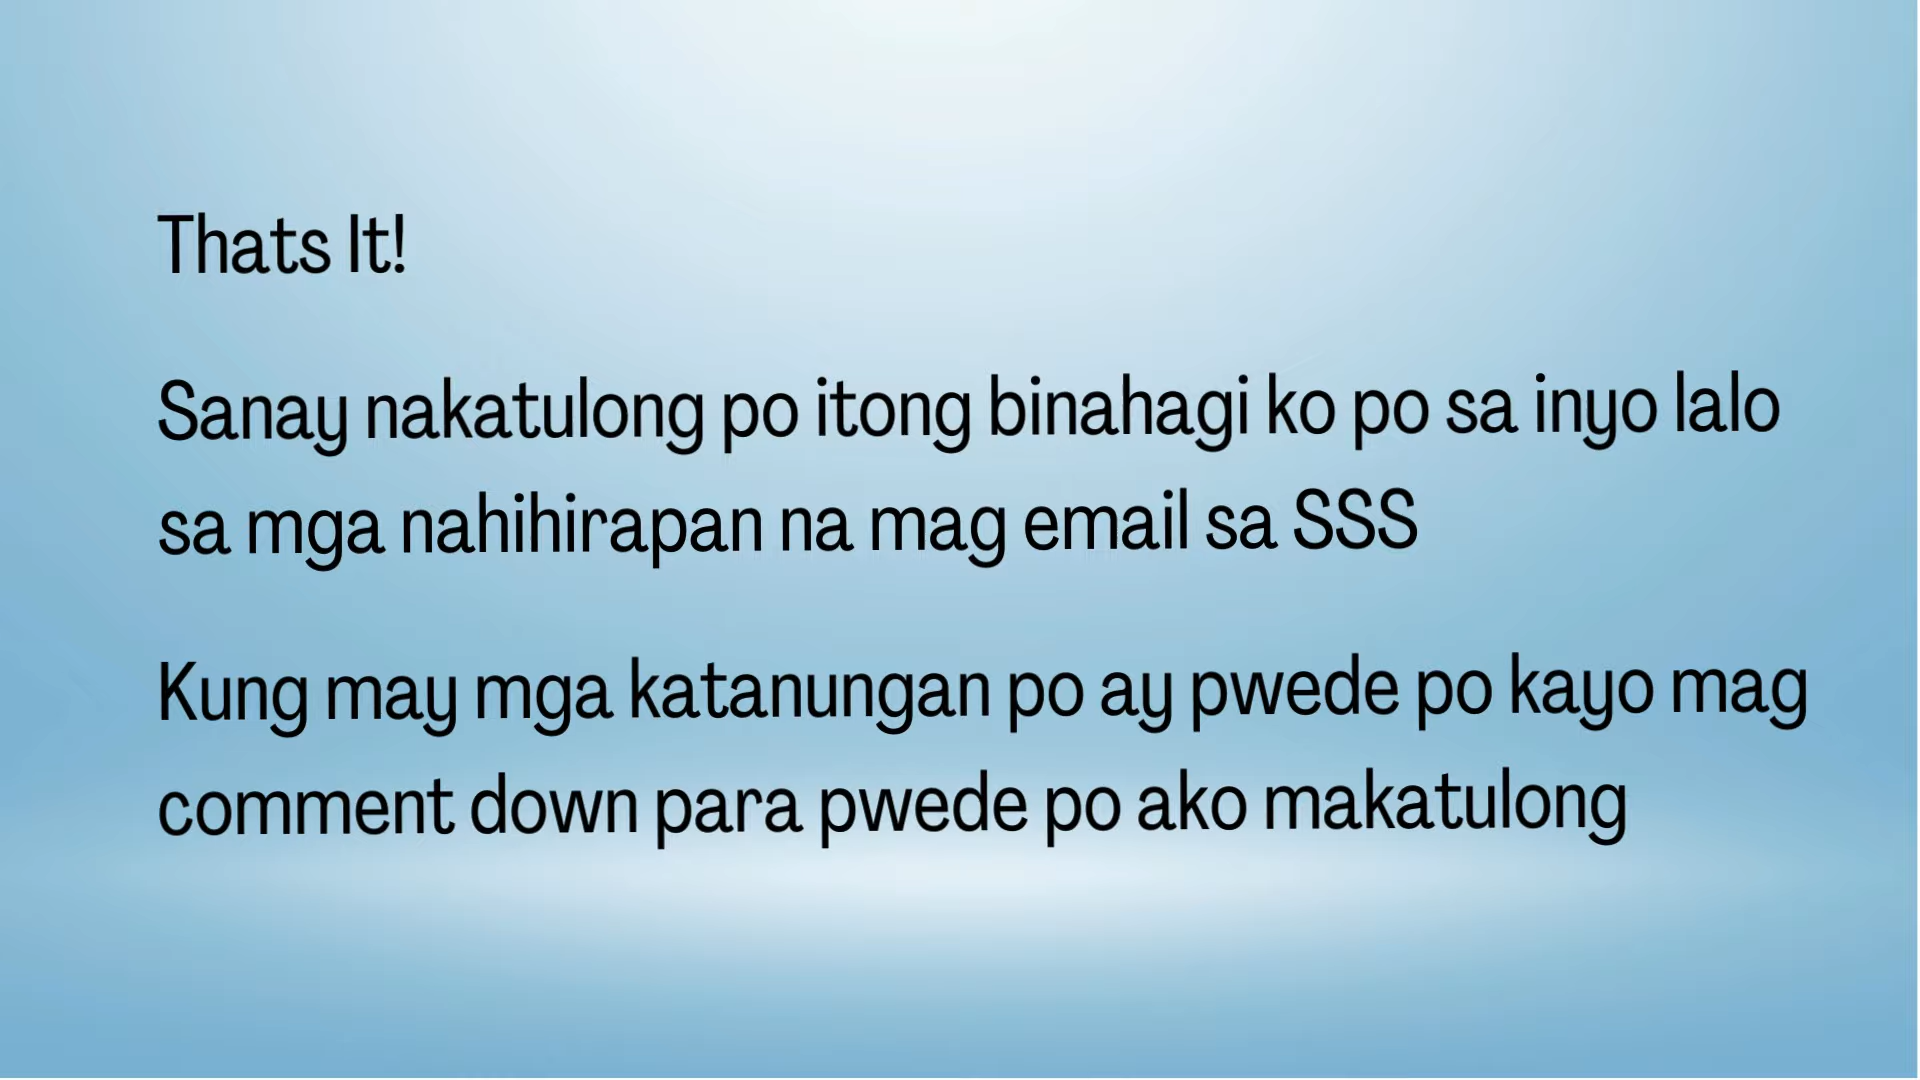 Thats It!
Sanay nakatulong po itong binahagi ko po sa inyo lalo
sa mga nahihirapan na mag email sa SSS
Kung may mga katanungan po ay pwede po kayo mag
comment down para pwede po ako makatulong